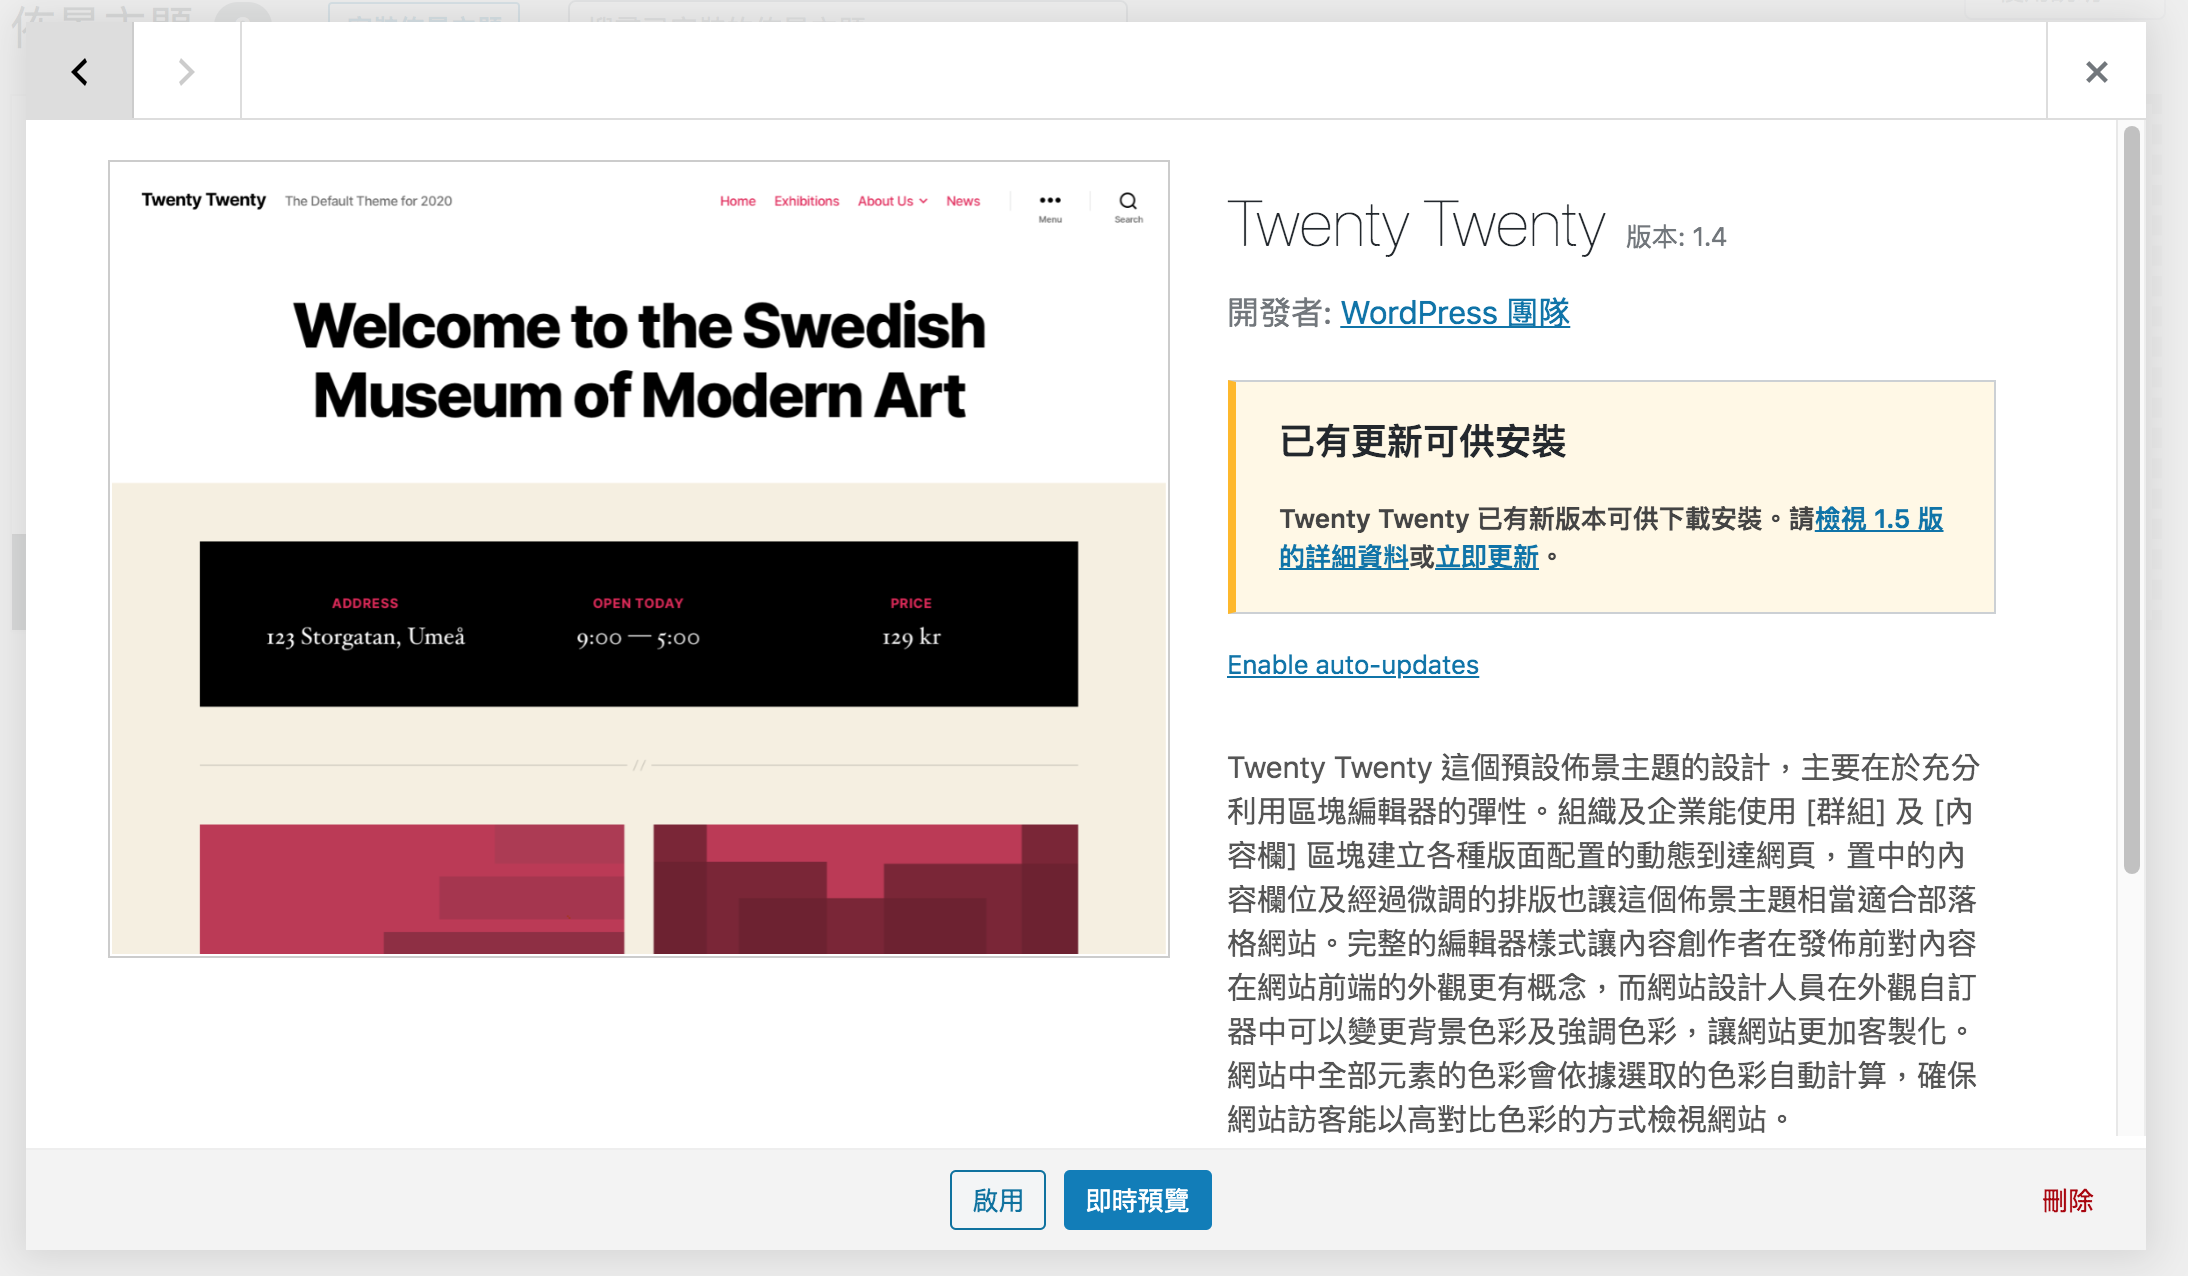 佈景主題
Twenty Twenty The Default Theme for 2020 Home Exhibitions About Us News Menu Search
Welcome to the Swedish
Museum of Modern Art
ADDRESS OPEN TODAY PRICE
123 Storgatan, Umeå 9:00 — 5:00 129 kr
//
Twenty Twenty 版本: 1.4
開發者: WordPress 團隊
已有更新可供安裝
Twenty Twenty 已有新版本可供下載安裝。請檢視 1.5 版
的詳細資料或立即更新。
Enable auto-updates
Twenty Twenty 這個預設佈景主題的設計，主要在於充分
利用區塊編輯器的彈性。組織及企業能使用 [群組] 及 [內
容欄] 區塊建立各種版面配置的動態到達網頁，置中的內
容欄位及經過微調的排版也讓這個佈景主題相當適合部落
格網站。完整的編輯器樣式讓內容創作者在發佈前對內容
在網站前端的外觀更有概念，而網站設計人員在外觀自訂
器中可以變更背景色彩及強調色彩，讓網站更加客製化。
網站中全部元素的色彩會依據選取的色彩自動計算，確保
網站訪客能以高對比色彩的方式檢視網站。
啟用 即時預覽 刪除